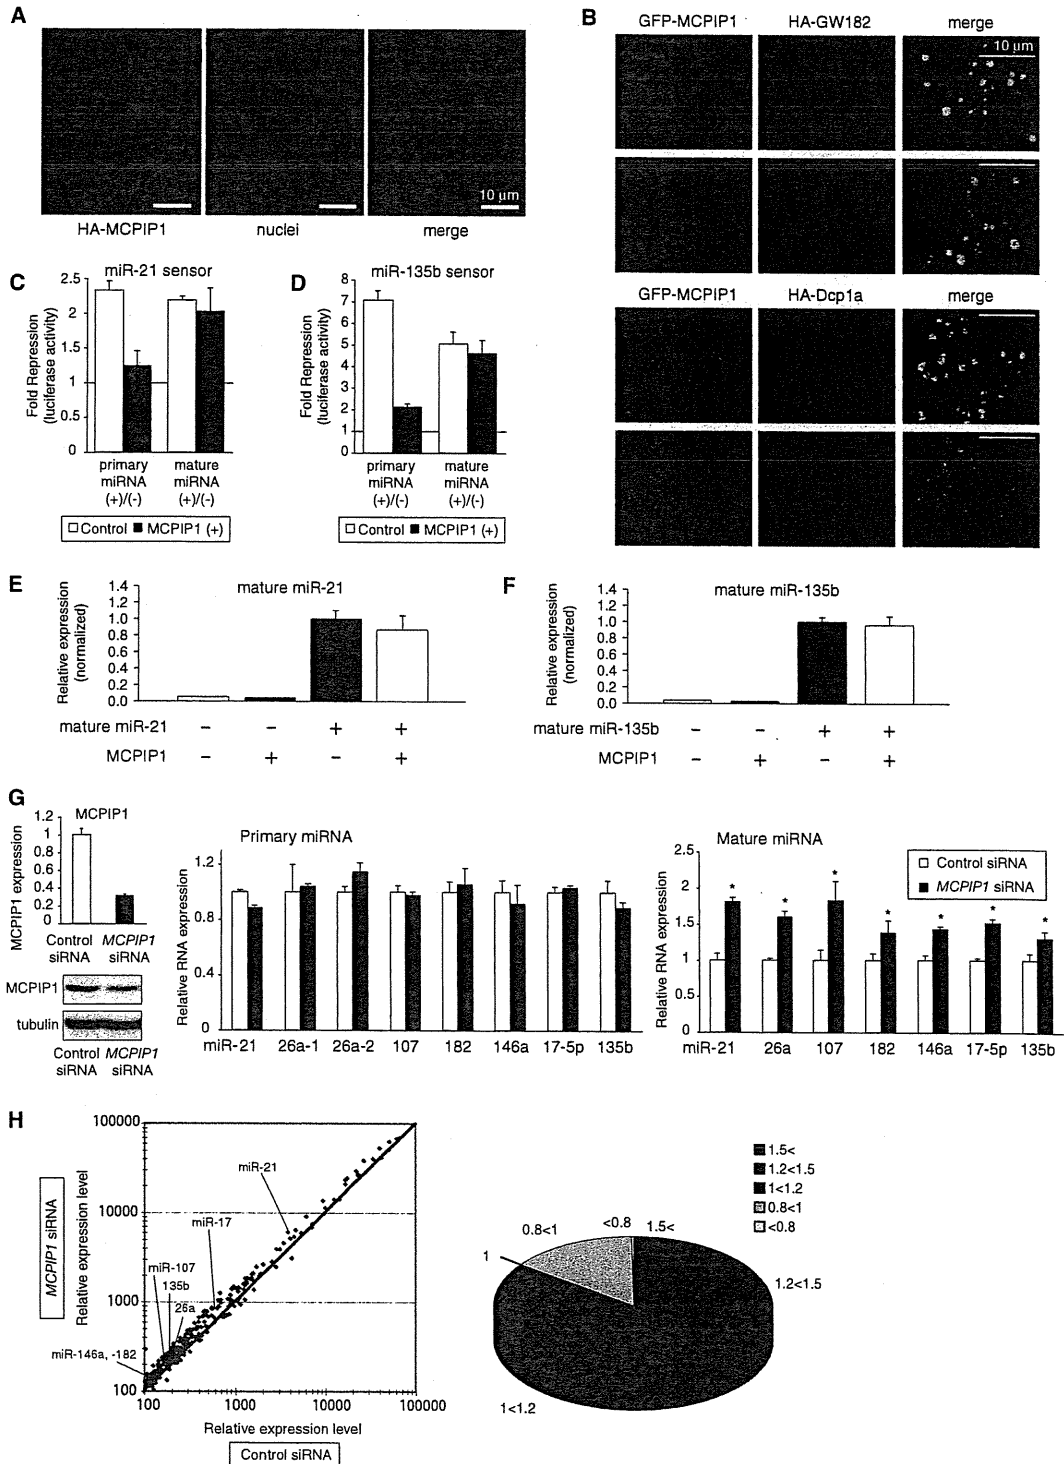 A
HA-MCPIP1
nuclei
merge
10 μm
B
GFP-MCPIP1
HA-GW182
merge
10 μm
GFP-MCPIP1
HA-Dcp1a
merge
C
miR-21 sensor
Fold Repression
(luciferase activity)
2.5
2
1.5
1
0.5
0
primary
miRNA
(+)/(-)
mature
miRNA
(+)/(-)
□ Control ■ MCPIP1 (+)
D
miR-135b sensor
Fold Repression
(luciferase activity)
8
7
6
5
4
3
2
1
0
primary
miRNA
(+)/(-)
mature
miRNA
(+)/(-)
□ Control ■ MCPIP1 (+)
E
mature miR-21
Relative expression
(normalized)
1.4
1.2
1.0
0.8
0.6
0.4
0.2
0.0
mature miR-21 − − + +
MCPIP1 − + − +
F
mature miR-135b
Relative expression
(normalized)
1.4
1.2
1.0
0.8
0.6
0.4
0.2
0.0
mature miR-135b − − + +
MCPIP1 − + − +
G
MCPIP1
MCPIP1 expression
1.2
1
0.8
0.6
0.4
0.2
0
Control siRNA
MCPIP1 siRNA
MCPIP1
tubulin
Control siRNA
MCPIP1 siRNA
Primary miRNA
Relative RNA expression
1.2
0.8
0.4
0
miR-21 26a-1 26a-2 107 182 146a 17-5p 135b
Mature miRNA
Relative RNA expression
2.5
2
1.5
1
0.5
0
□ Control siRNA
■ MCPIP1 siRNA
* * * * * * *
miR-21 26a 107 182 146a 17-5p 135b
H
MCPIP1 siRNA
Relative expression level
100000
10000
1000
100
miR-21
miR-17
miR-107
135b
26a
miR-146a, -182
100 1000 10000 100000
Relative expression level
Control siRNA
1.5<
1.2<1.5
1<1.2
0.8<1
<0.8
0.8<1
<0.8
1.5<
1
1.2<1.5
1<1.2